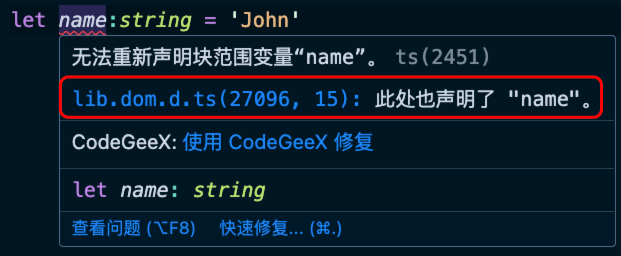 let name:string = 'John'
无法重新声明块范围变量“name”。 ts(2451)
lib.dom.d.ts(27096, 15): 此处也声明了 "name"。
CodeGeeX: 使用 CodeGeeX 修复
let name: string
查看问题 (⌥F8) 快速修复... (⌘.)